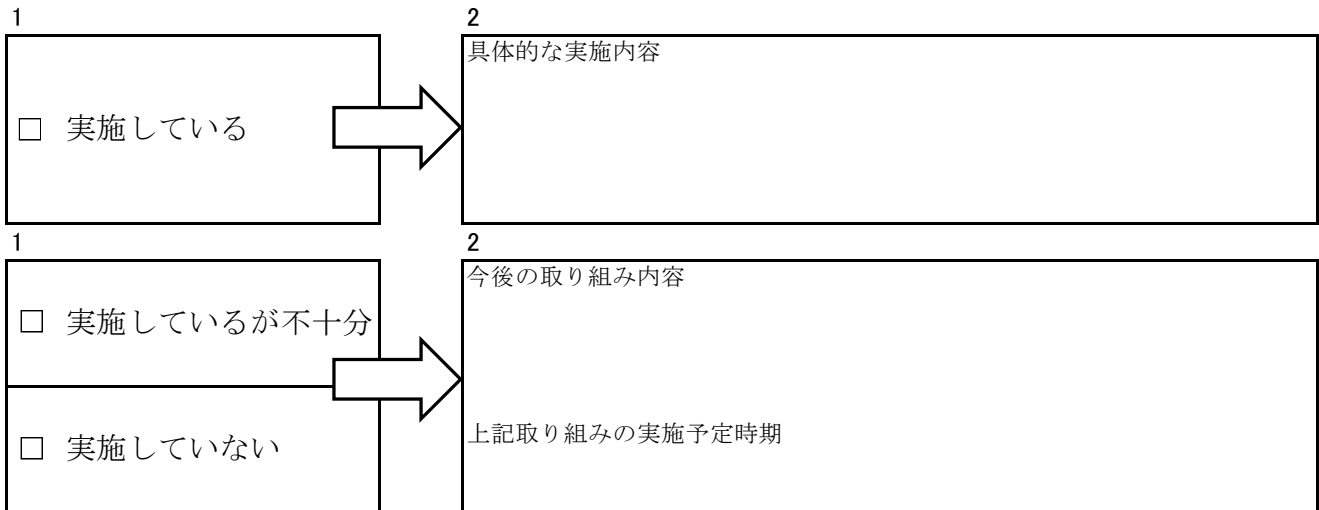 1
2
□ 実施している
具体的な実施内容
1
2
□ 実施しているが不十分
□ 実施していない
今後の取り組み内容
上記取り組みの実施予定時期